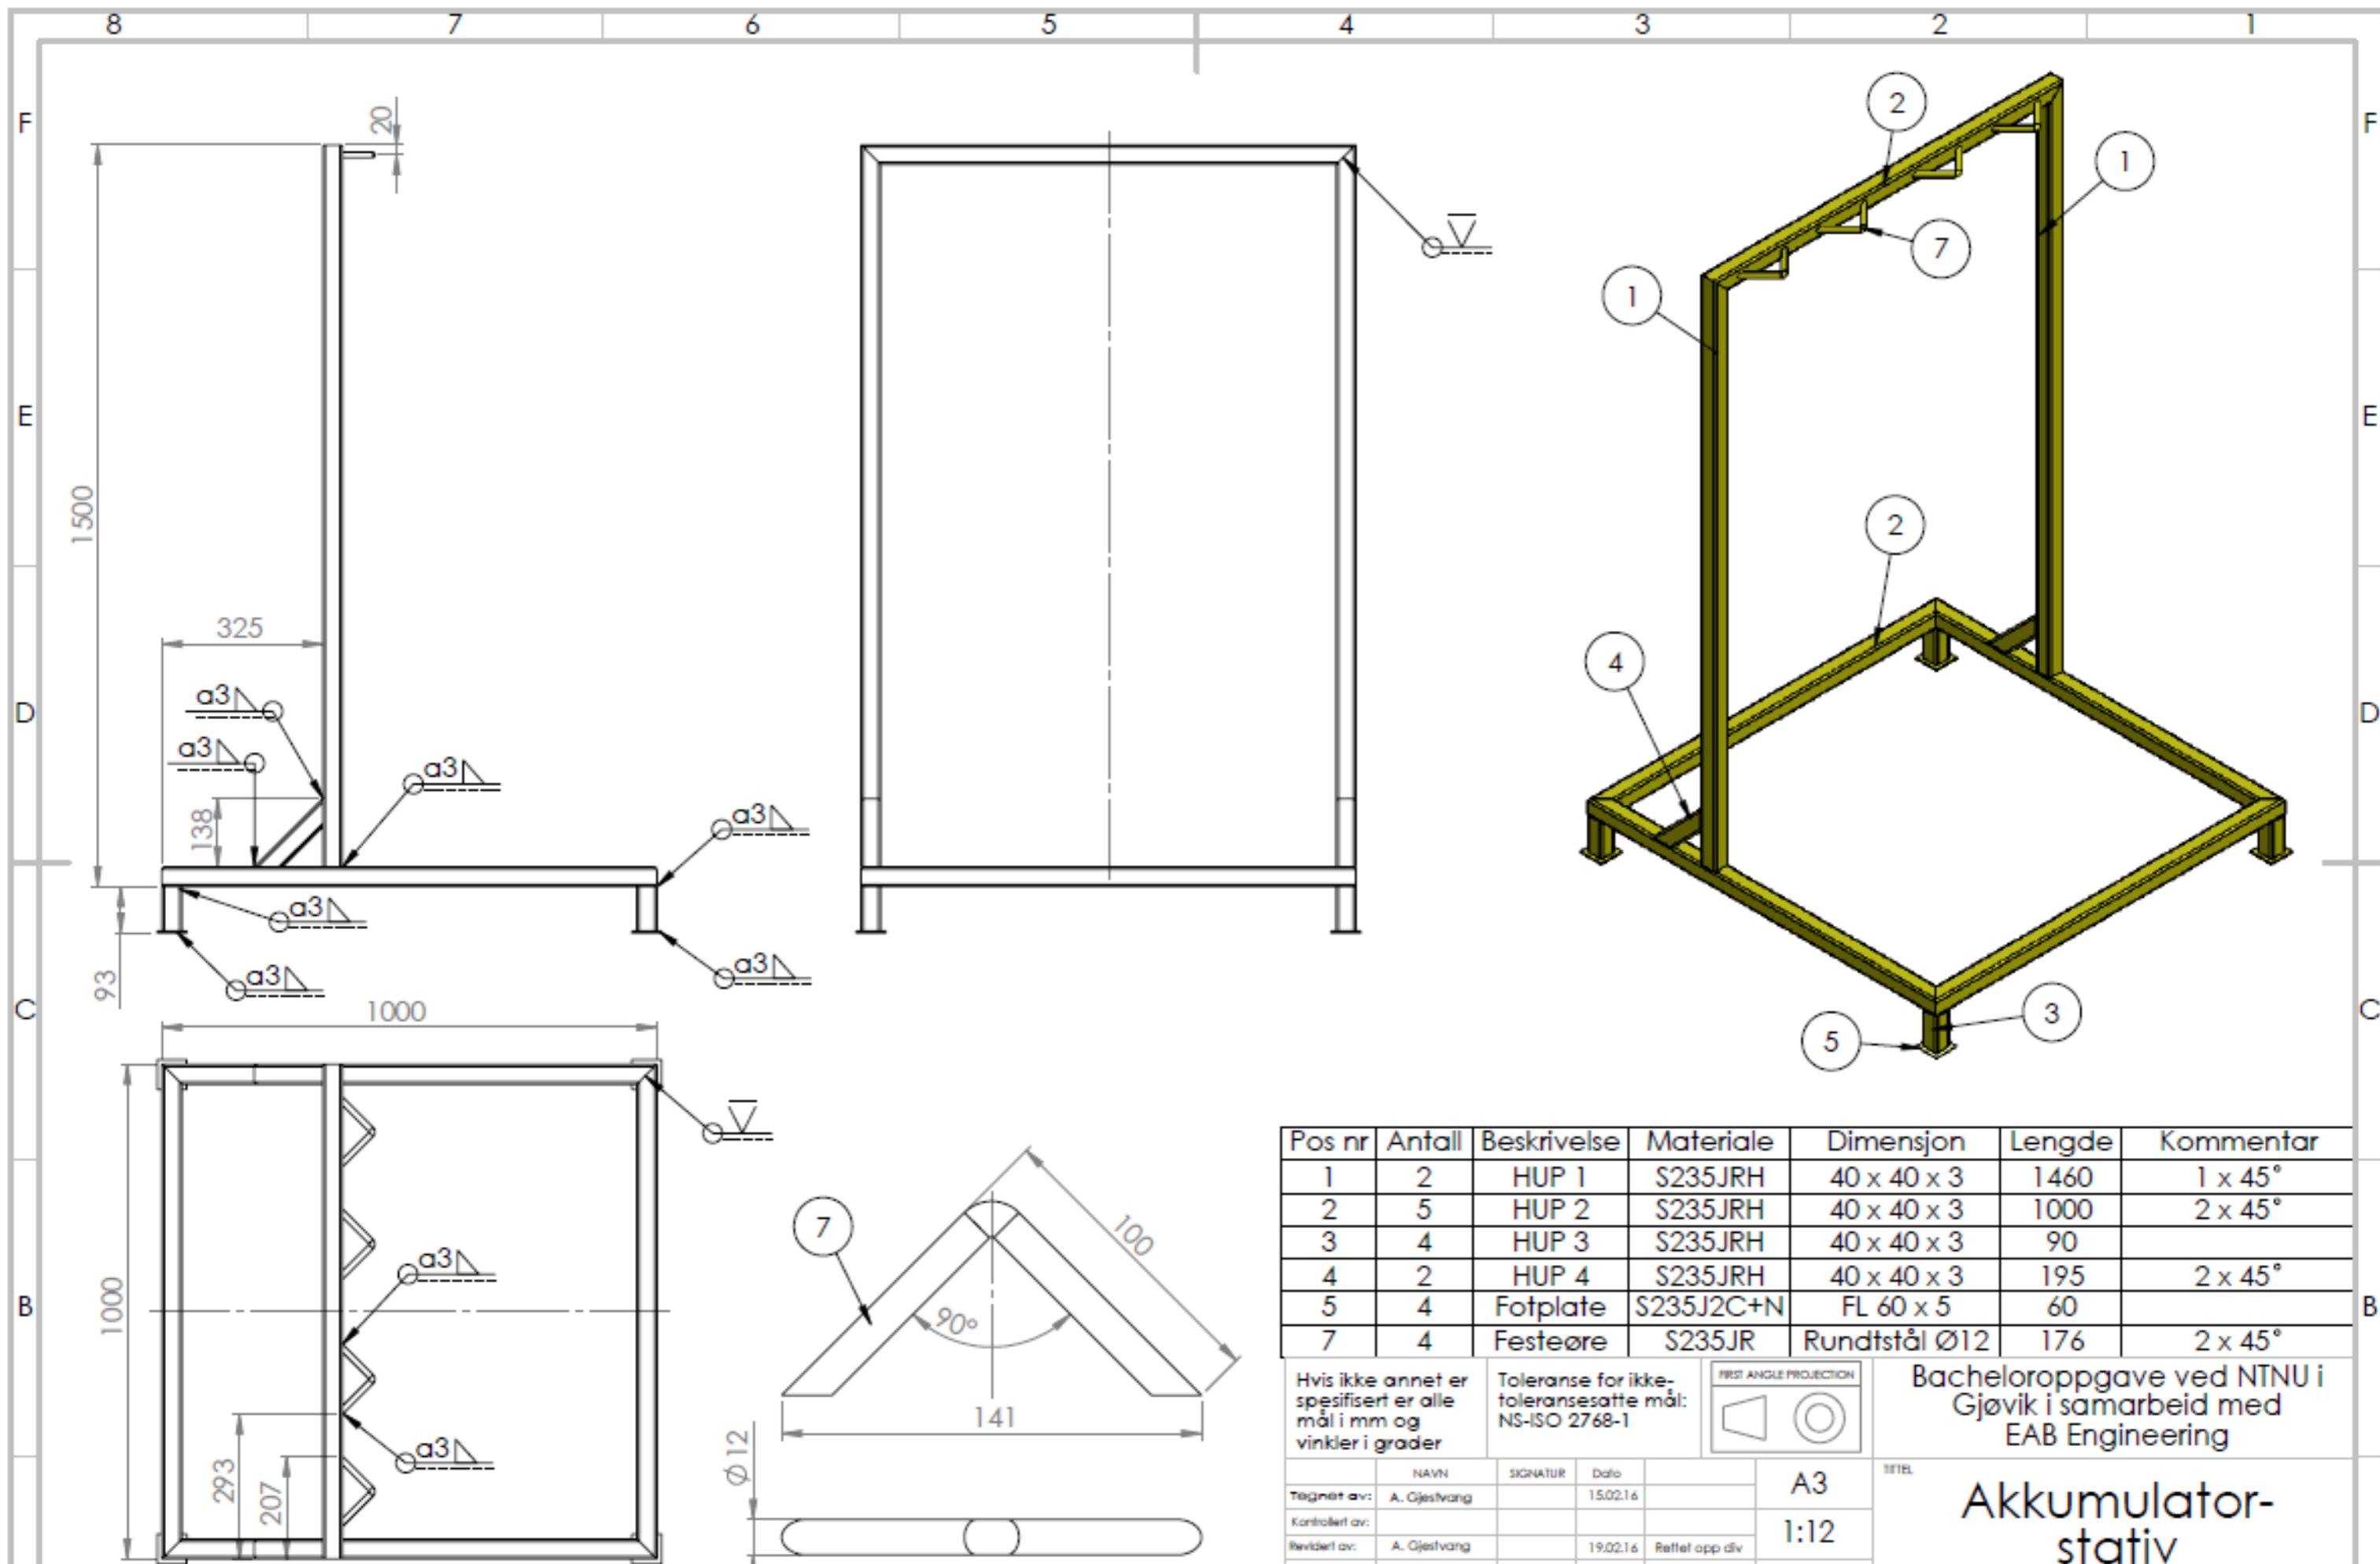 8 7 6 5 4 3 2 1
F
E
D
C
B
F
E
D
C
B
20
1500
325
a3
a3
138
a3
a3
a3
a3
a3
93
2
1
7
1
2
4
3
5
1000
1000
a3
a3
293
207
7
100
90°
141
Ø12
Pos nr Antall Beskrivelse Materiale Dimensjon Lengde Kommentar
1 2 HUP 1 S235JRH 40 x 40 x 3 1460 1 x 45°
2 5 HUP 2 S235JRH 40 x 40 x 3 1000 2 x 45°
3 4 HUP 3 S235JRH 40 x 40 x 3 90
4 2 HUP 4 S235JRH 40 x 40 x 3 195 2 x 45°
5 4 Fotplate S235J2C+N FL 60 x 5 60
7 4 Festeøre S235JR Rundtstål Ø12 176 2 x 45°
Hvis ikke annet er
spesifisert er alle
mål i mm og
vinkler i grader
Toleranse for ikke-
toleransesatte mål:
NS-ISO 2768-1
FIRST ANGLE PROJECTION
Bacheloroppgave ved NTNU i
Gjøvik i samarbeid med
EAB Engineering
NAVN SIGNATUR Dato
Tegnet av: A. Gjestvang 15.02.16
Kontrollert av:
Revidert av: A. Gjestvang 19.02.16 Rettet opp div
A3
1:12
TITTEL
Akkumulator-
stativ